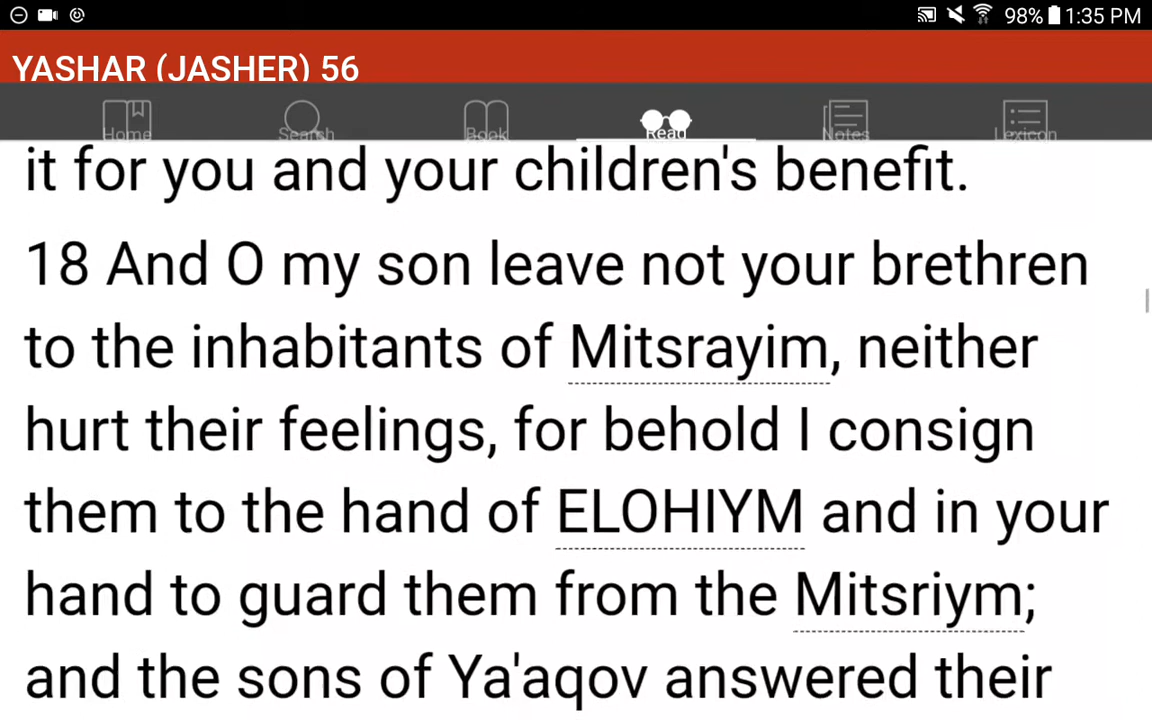 98% 1:35 PM
YASHAR (JASHER) 56
Home Search Book Read Notes Lexicon
it for you and your children's benefit.
18 And O my son leave not your brethren
to the inhabitants of Mitsrayim, neither
hurt their feelings, for behold I consign
them to the hand of ELOHIYM and in your
hand to guard them from the Mitsriym;
and the sons of Ya'aqov answered their